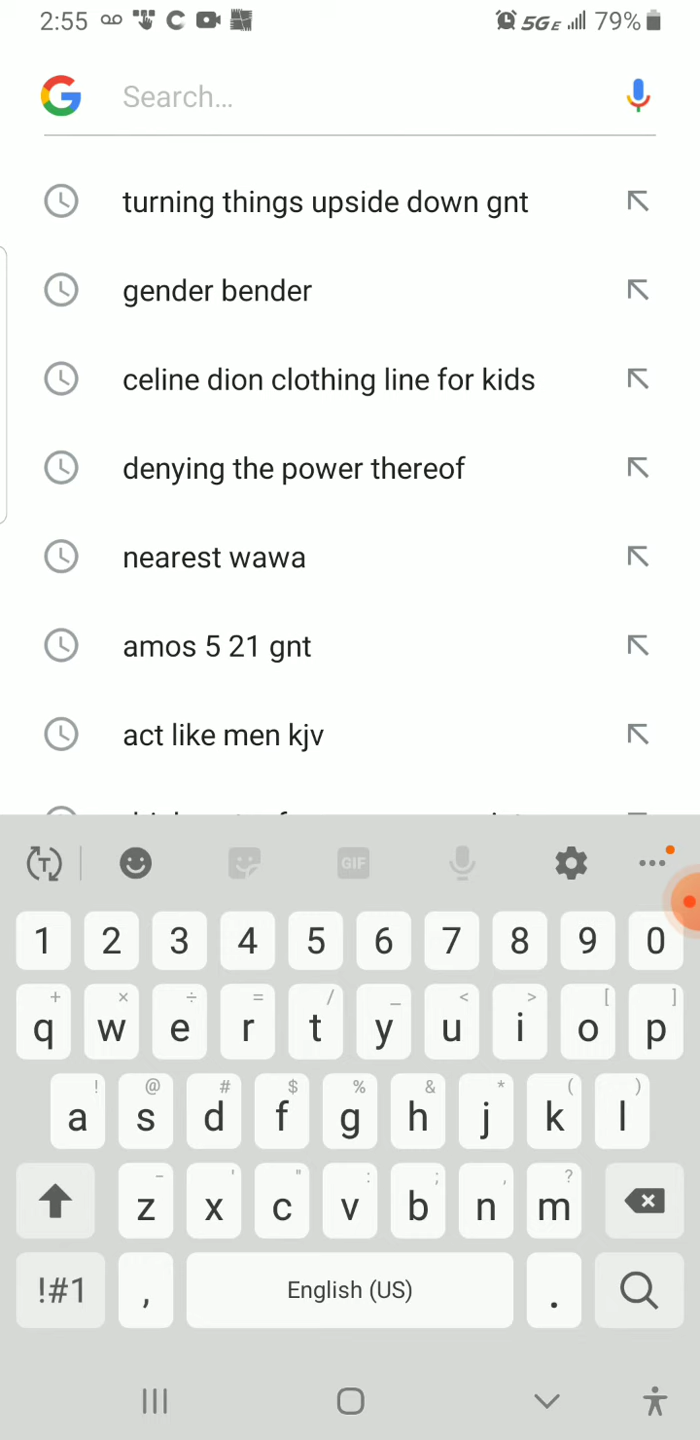 2:55 5GE 79%
G Search...
turning things upside down gnt
gender bender
celine dion clothing line for kids
denying the power thereof
nearest wawa
amos 5 21 gnt
act like men kjv
T GIF
1 2 3 4 5 6 7 8 9 0
+ × ÷ = / _ < > [ ]
q w e r t y u i o p
! @ # $ % & * ( )
a s d f g h j k l
- ' " : ; , ?
z x c v b n m
!#1 , English (US) .